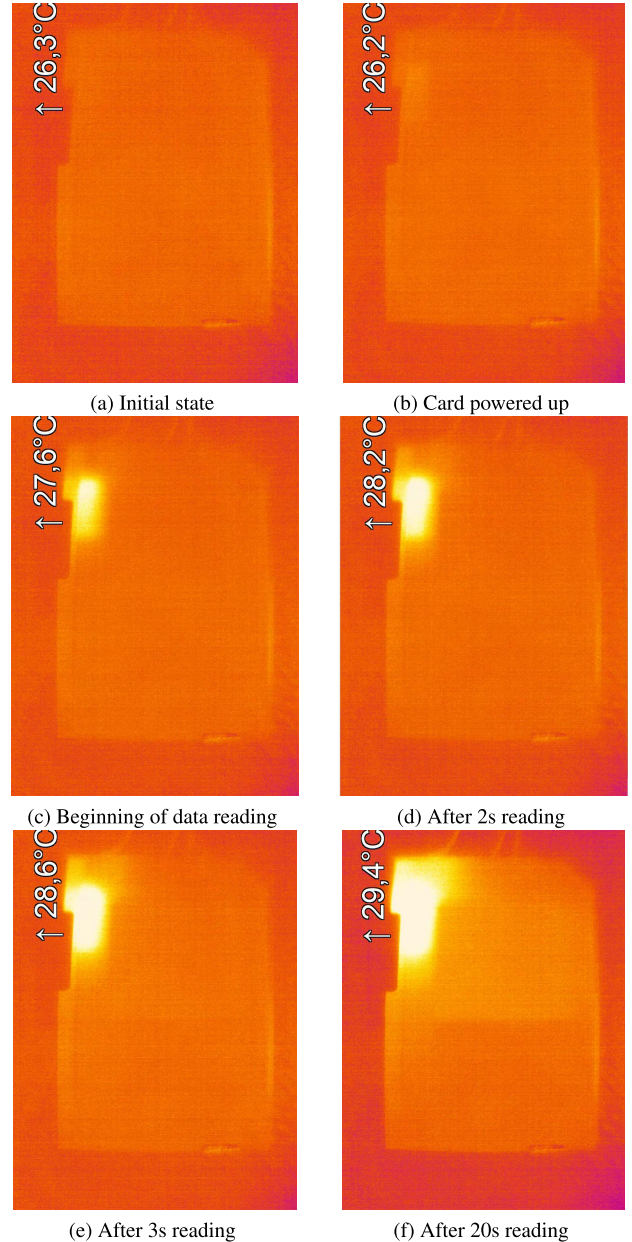 ↑ 26,3°C
↑ 26,2°C
(a) Initial state
(b) Card powered up
↑ 27,6°C
↑ 28,2°C
(c) Beginning of data reading
(d) After 2s reading
↑ 28,6°C
↑ 29,4°C
(e) After 3s reading
(f) After 20s reading